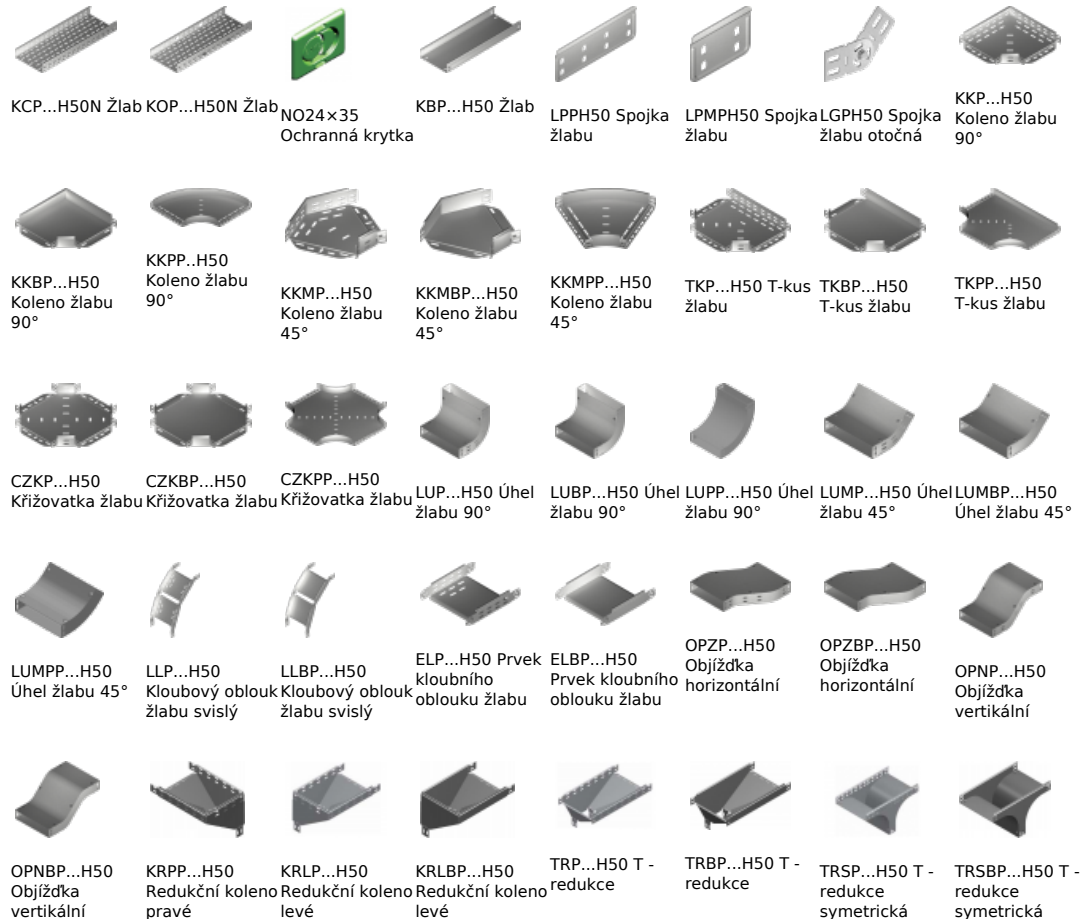 KCP...H50N Žlab
KOP...H50N Žlab
NO24×35
Ochranná krytka
KBP...H50 Žlab
LPPH50 Spojka
žlabu
LPMPH50 Spojka
žlabu
LGPH50 Spojka
žlabu otočná
KKP...H50
Koleno žlabu
90°
KKBP...H50
Koleno žlabu
90°
KKPP...H50
Koleno žlabu
90°
KKMP...H50
Koleno žlabu
45°
KKMBP...H50
Koleno žlabu
45°
KKMPP...H50
Koleno žlabu
45°
TKP...H50 T-kus
žlabu
TKBP...H50
T-kus žlabu
TKPP...H50
T-kus žlabu
CZKP...H50
Křižovatka žlabu
CZKBP...H50
Křižovatka žlabu
CZKPP...H50
Křižovatka žlabu
LUP...H50 Úhel
žlabu 90°
LUBP...H50 Úhel
žlabu 90°
LUPP...H50 Úhel
žlabu 90°
LUMP...H50 Úhel
žlabu 45°
LUMBP...H50
Úhel žlabu 45°
LUMPP...H50
Úhel žlabu 45°
LLP...H50
Kloubový oblouk
žlabu svislý
LLBP...H50
Kloubový oblouk
žlabu svislý
ELP...H50 Prvek
kloubního
oblouku žlabu
ELBP...H50
Prvek kloubního
oblouku žlabu
OPZP...H50
Objížďka
horizontální
OPZBP...H50
Objížďka
horizontální
OPNP...H50
Objížďka
vertikální
OPNBP...H50
Objížďka
vertikální
KRPP...H50
Redukční koleno
pravé
KRLP...H50
Redukční koleno
levé
KRLBP...H50
Redukční koleno
levé
TRP...H50 T -
redukce
TRBP...H50 T -
redukce
TRSP...H50 T -
redukce
symetrická
TRSBP...H50 T -
redukce
symetrická